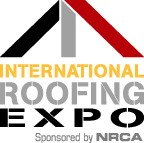 INTERNATIONAL
ROOFING
EXPO
Sponsored by NRCA